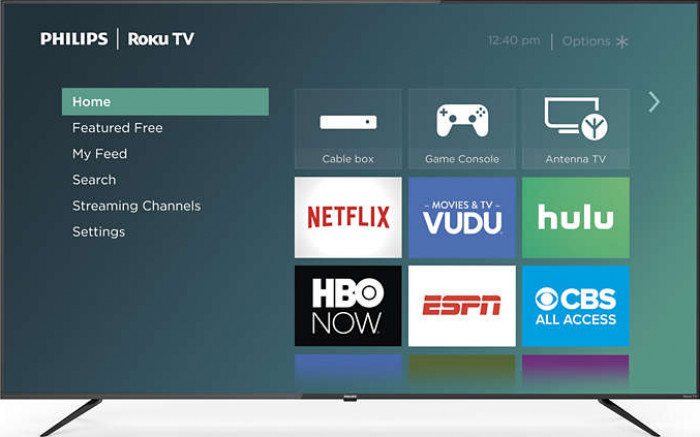 PHILIPS | Roku TV
12:40 pm | Options
Home
Featured Free
My Feed
Search
Streaming Channels
Settings
Cable box
Game Console
Antenna TV
NETFLIX
MOVIES & TV
VUDU
hulu
HBO
NOW
ESPN
CBS
ALL ACCESS
PHILIPS